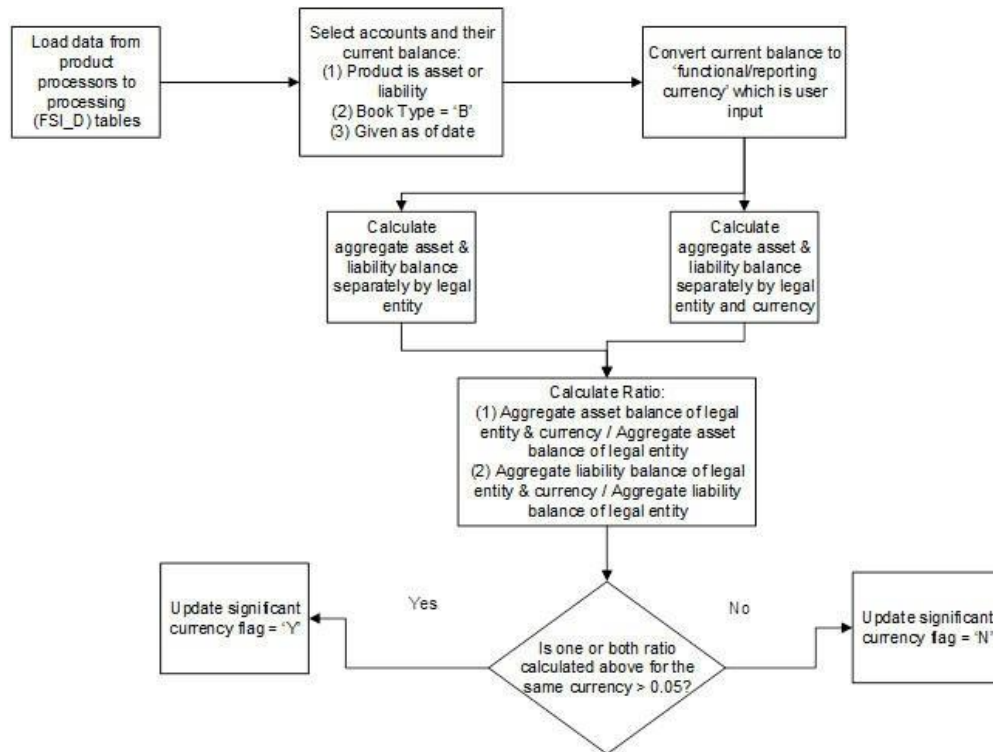 Load data from
product
processors to
processing
(FSI_D) tables
Select accounts and their
current balance:
(1) Product is asset or
liability
(2) Book Type = ‘B’
(3) Given as of date
Convert current balance to
‘functional/reporting
currency’ which is user
input
Calculate
aggregate asset &
liability balance
separately by legal
entity
Calculate
aggregate asset &
liability balance
separately by legal
entity and currency
Calculate Ratio:
(1) Aggregate asset balance of legal
entity & currency / Aggregate asset
balance of legal entity
(2) Aggregate liability balance of legal
entity & currency / Aggregate liability
balance of legal entity
Yes
No
Update significant
currency flag = ‘Y’
Is one or both ratio
calculated above for the
same currency > 0.05?
Update significant
currency flag = ‘N’